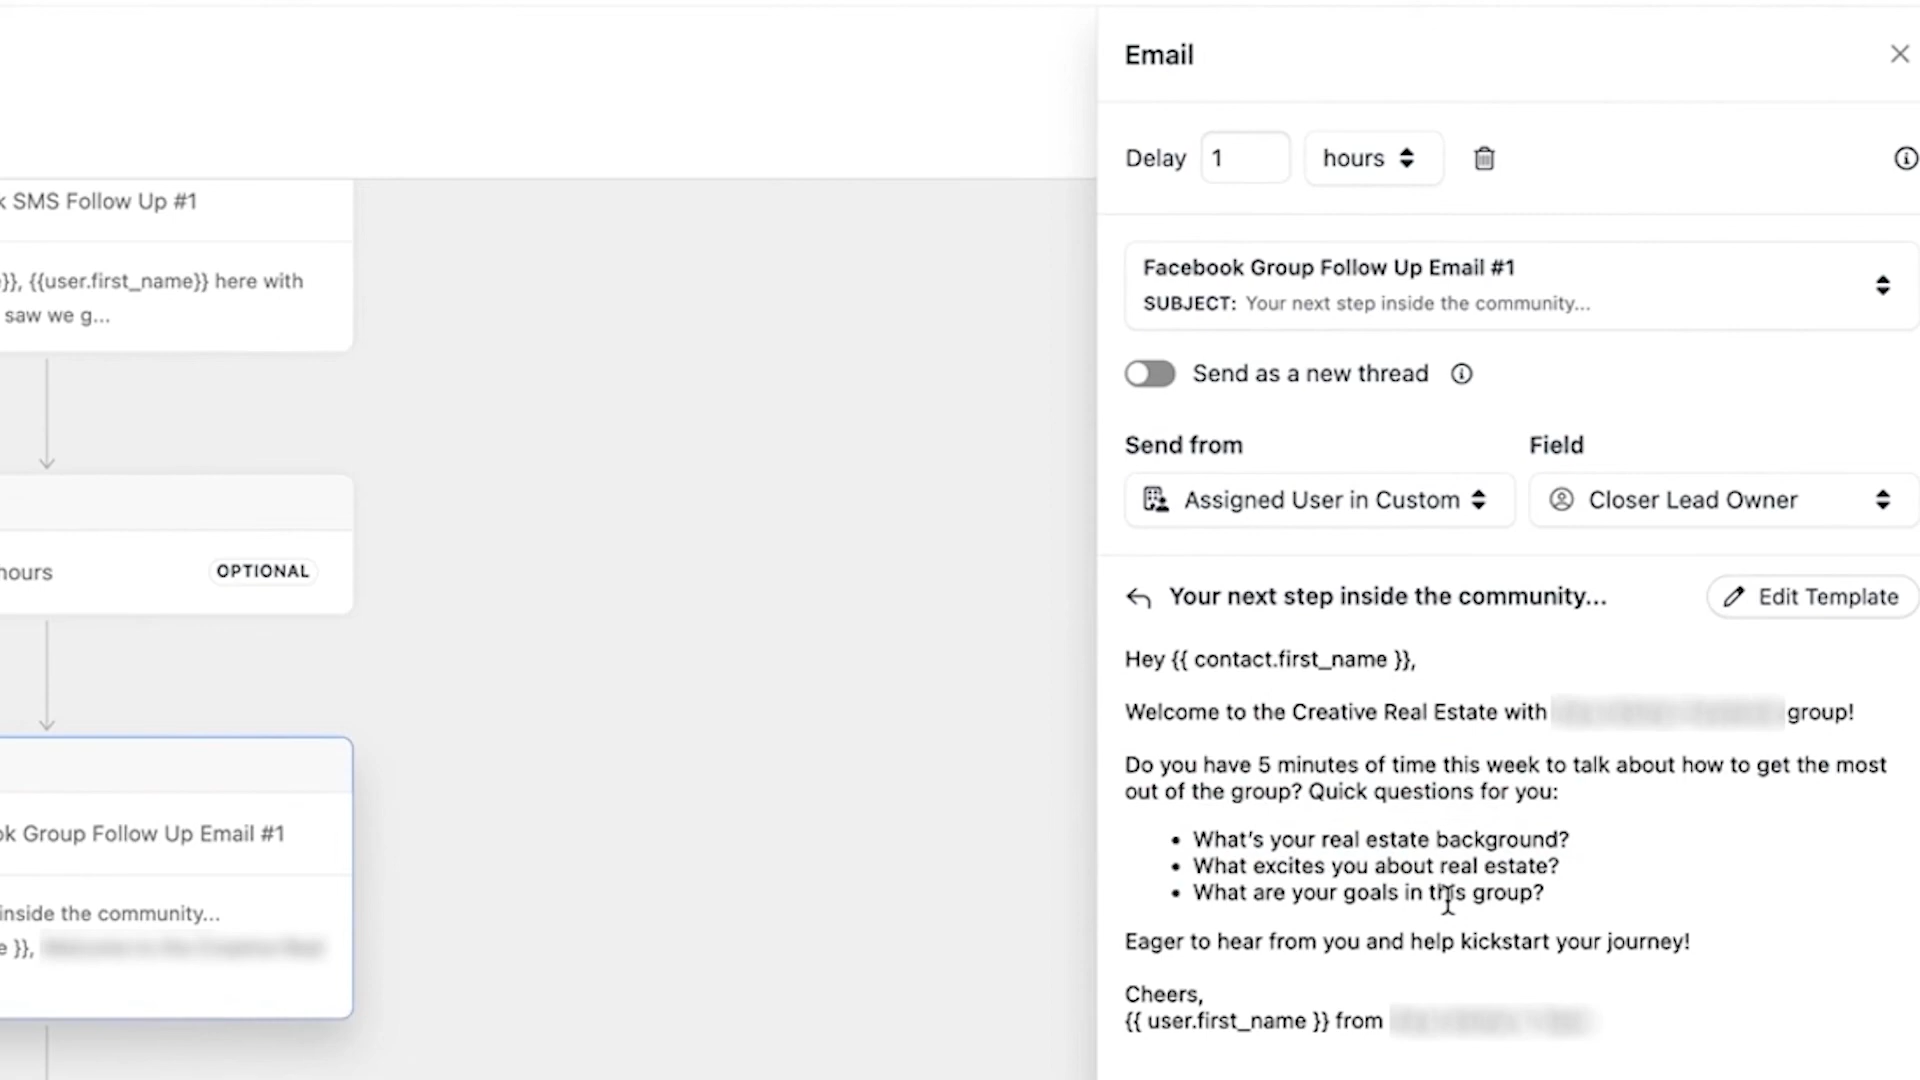 k SMS Follow Up #1
}}, {{user.first_name}} here with
saw we g...
hours
OPTIONAL
ok Group Follow Up Email #1
inside the community...
e }},
Email
Delay 1 hours
Facebook Group Follow Up Email #1
SUBJECT: Your next step inside the community...
Send as a new thread
Send from Field
Assigned User in Custom Closer Lead Owner
Your next step inside the community... Edit Template
Hey {{ contact.first_name }},
Welcome to the Creative Real Estate with group!
Do you have 5 minutes of time this week to talk about how to get the most
out of the group? Quick questions for you:
• What's your real estate background?
• What excites you about real estate?
• What are your goals in this group?
Eager to hear from you and help kickstart your journey!
Cheers,
{{ user.first_name }} from